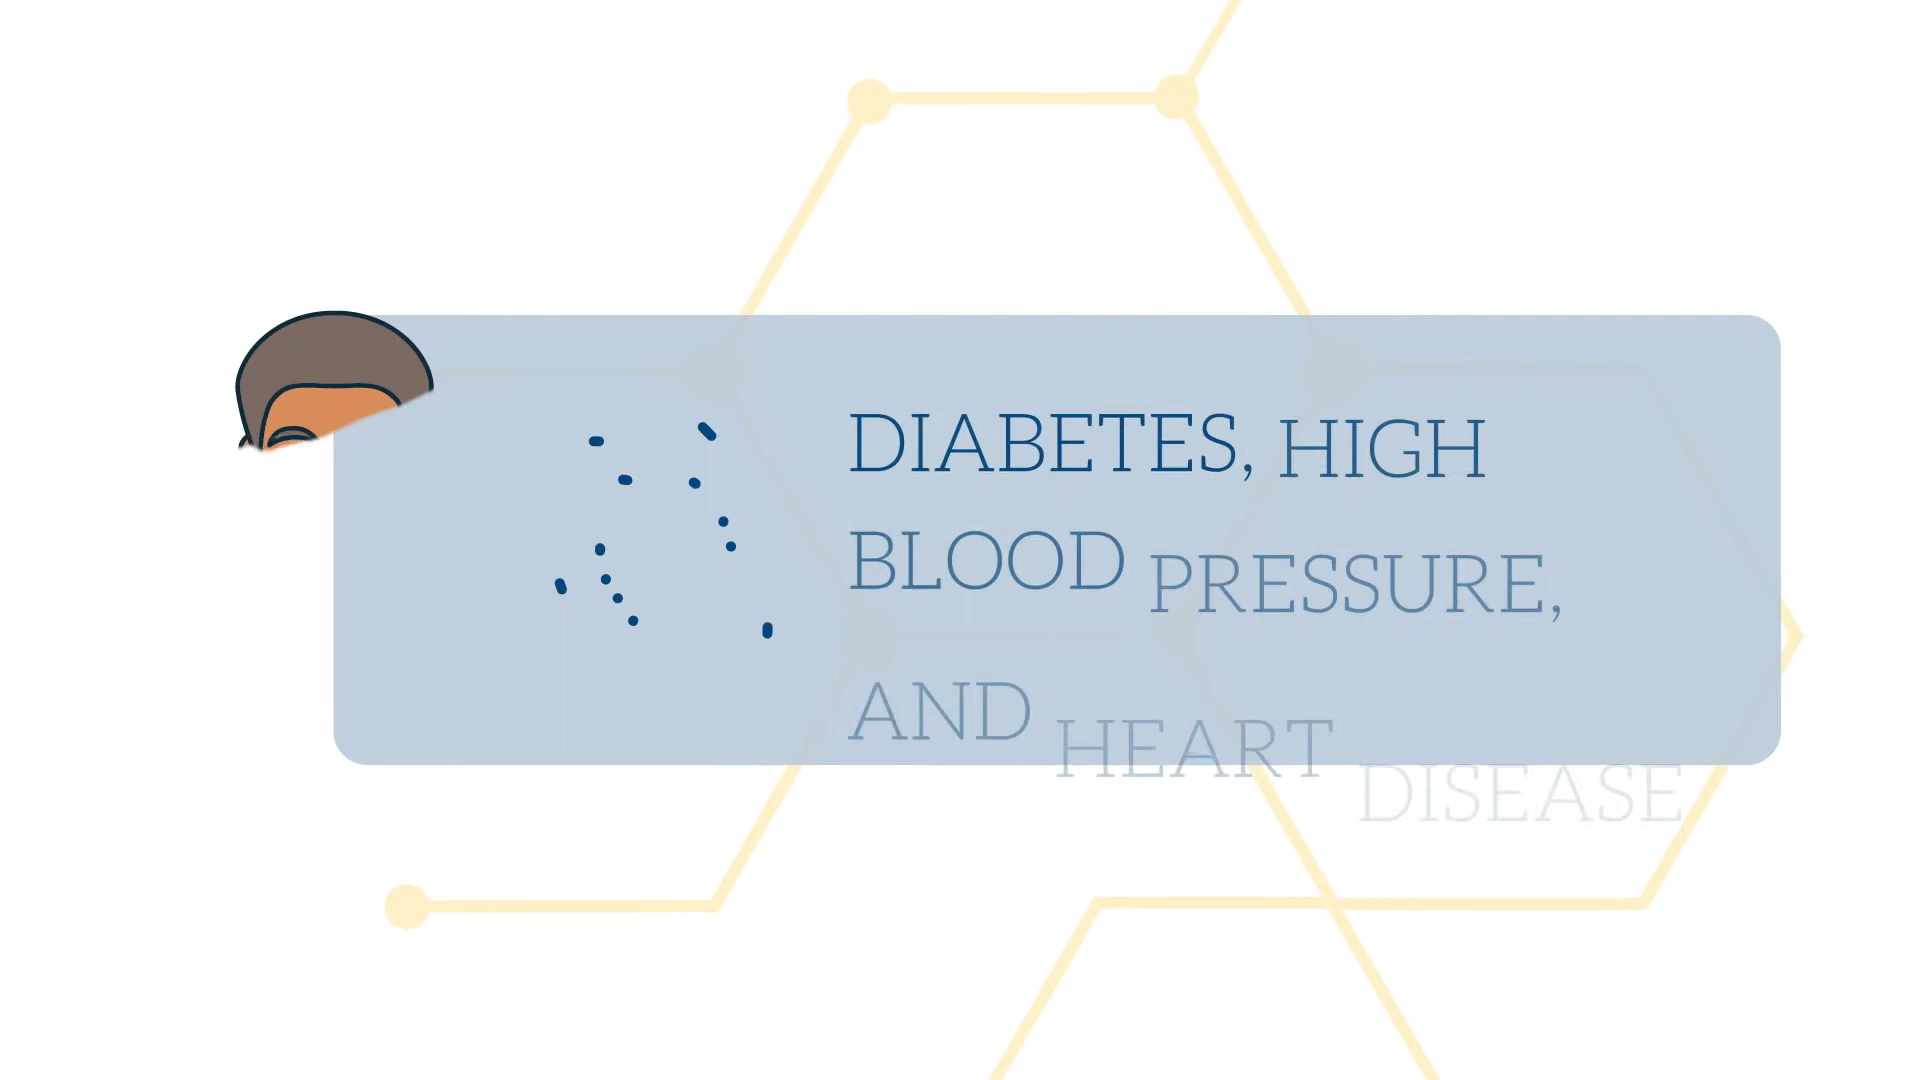 DIABETES, HIGH
BLOOD PRESSURE,
AND HEART DISEASE